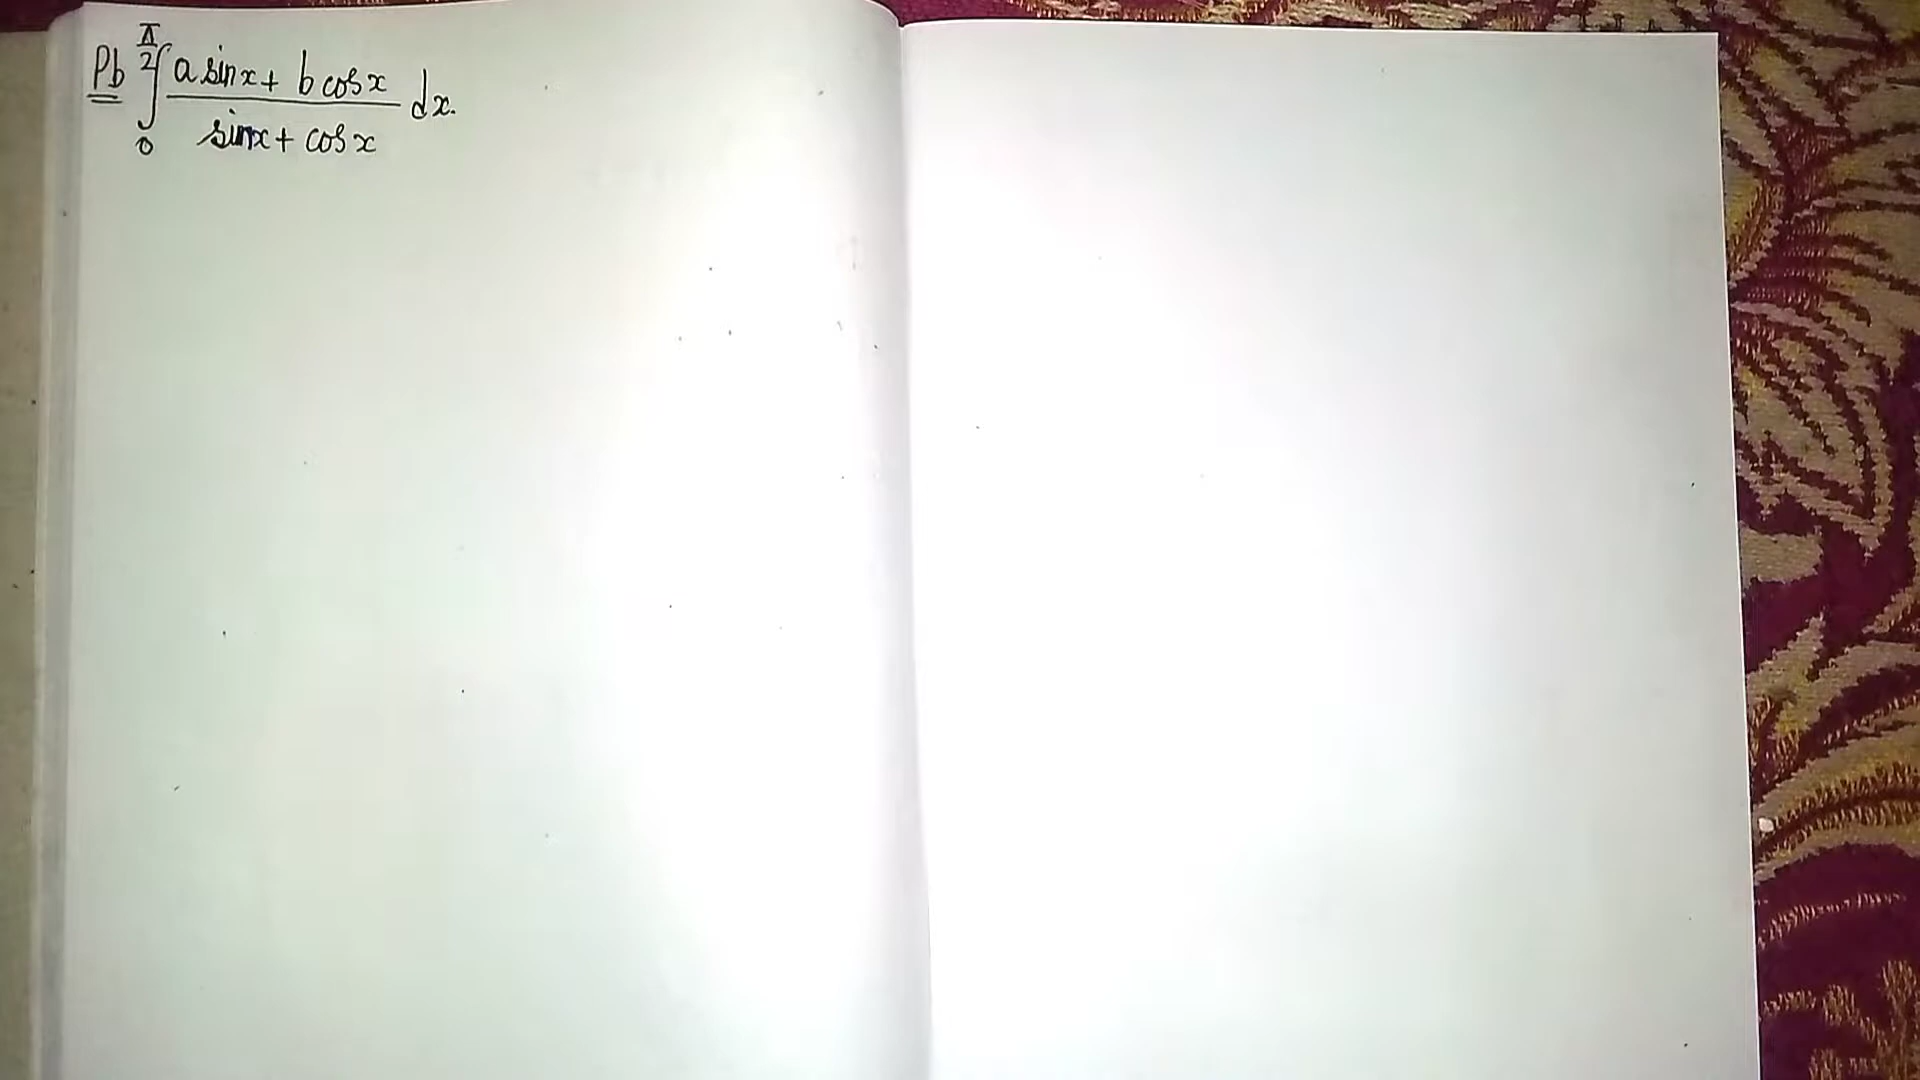 Pb ∫₀^(π/2) (a sinx + b cosx)/(sinx + cosx) dx.